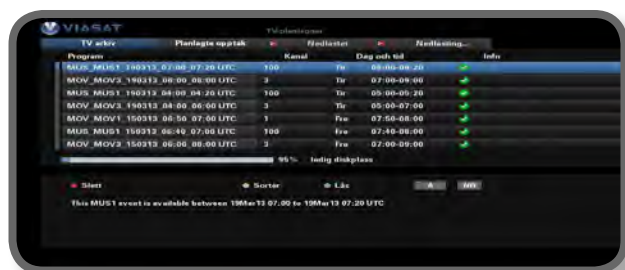 VIASAT
TV arkiv Planlagte opptak Nedlastet Nedlasting...
Program Kanal Dag och tid Info
MUS_MUS1_190313_07:00_07:20 UTC 100 Tir 08:00-08:20
MOV_MOV3_190313_06:00_08:00 UTC 3 Tir 07:00-09:00
MUS_MUS1_190313_04:00_04:20 UTC 100 Tir 05:00-05:20
MOV_MOV3_190313_04:00_06:00 UTC 3 Tir 05:00-07:00
MOV_MOV1_150313_06:50_07:00 UTC 1 Fre 07:50-08:00
MUS_MUS1_150313_06:40_07:00 UTC 100 Fre 07:40-08:00
MOV_MOV3_150313_06:00_08:00 UTC 3 Fre 07:00-09:00
95% ledig diskplass
Slett Sorter Lås A
This MUS1 event is available between 19Mar13 07.00 to 19Mar13 07:20 UTC